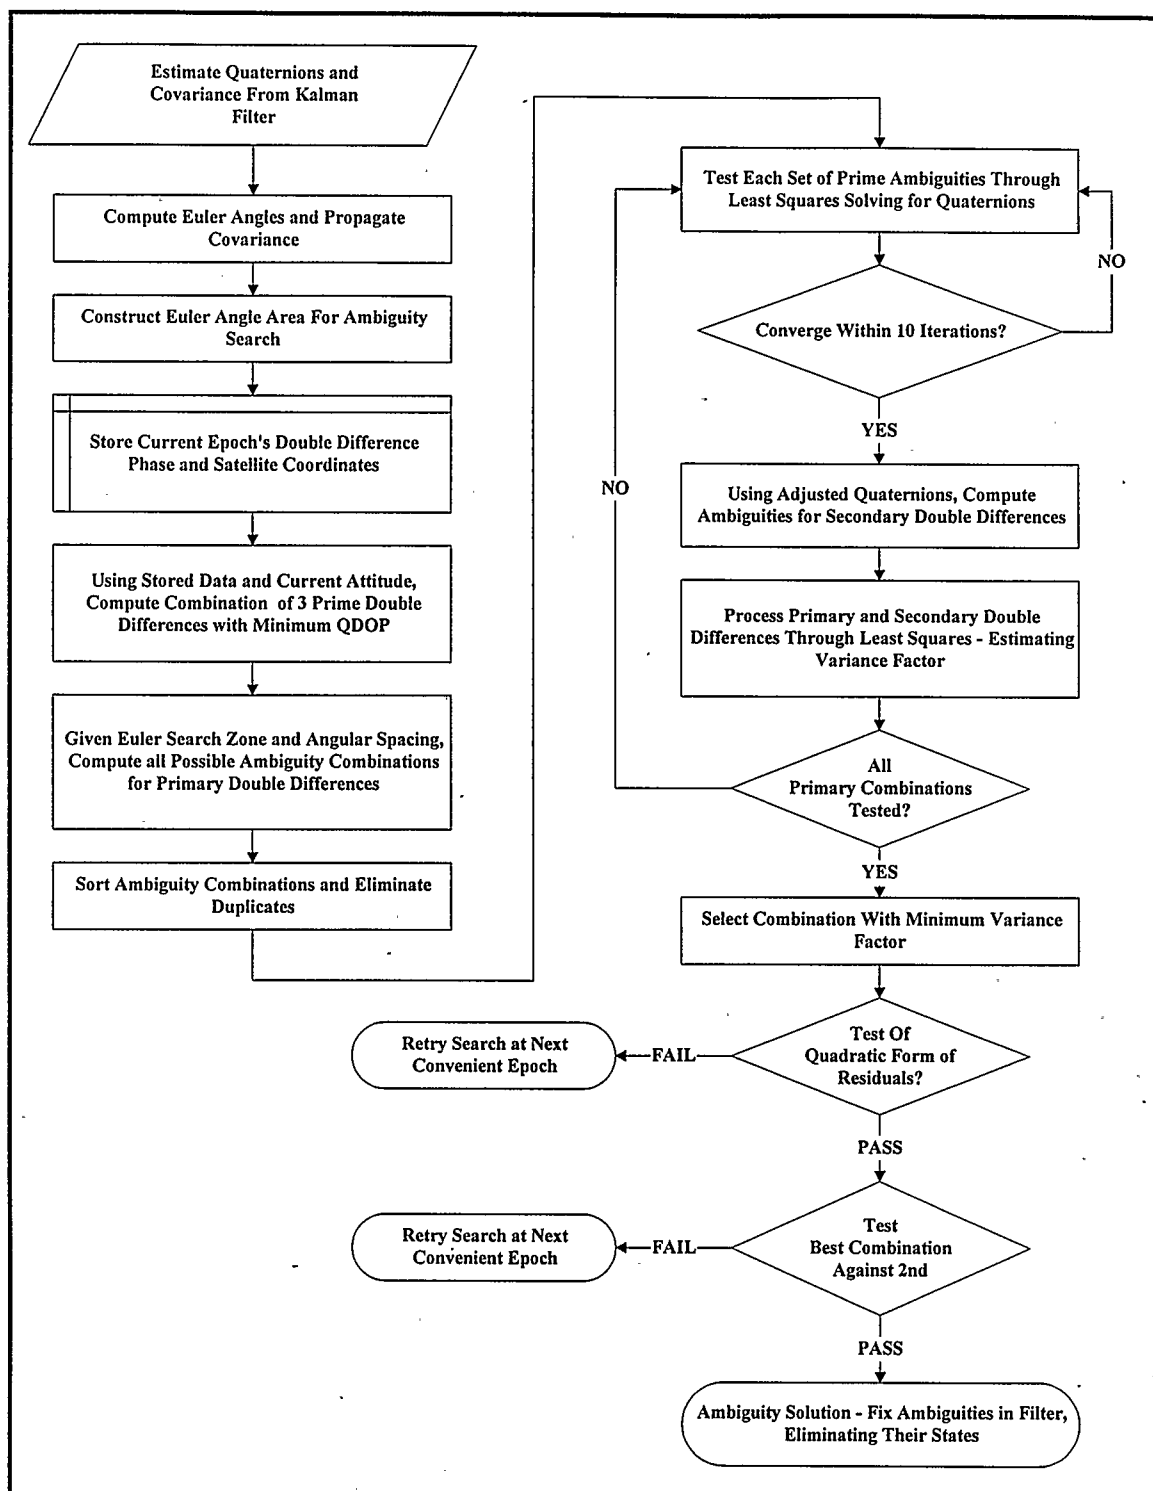 Estimate Quaternions and
Covariance From Kalman
Filter
Compute Euler Angles and Propagate
Covariance
Construct Euler Angle Area For Ambiguity
Search
Store Current Epoch's Double Difference
Phase and Satellite Coordinates
Using Stored Data and Current Attitude,
Compute Combination of 3 Prime Double
Differences with Minimum QDOP
Given Euler Search Zone and Angular Spacing,
Compute all Possible Ambiguity Combinations
for Primary Double Differences
Sort Ambiguity Combinations and Eliminate
Duplicates
Test Each Set of Prime Ambiguities Through
Least Squares Solving for Quaternions
NO
Converge Within 10 Iterations?
YES
NO
Using Adjusted Quaternions, Compute
Ambiguities for Secondary Double Differences
Process Primary and Secondary Double
Differences Through Least Squares - Estimating
Variance Factor
All
Primary Combinations
Tested?
YES
Select Combination With Minimum Variance
Factor
Test Of
Quadratic Form of
Residuals?
FAIL
Retry Search at Next
Convenient Epoch
PASS
Test
Best Combination
Against 2nd
FAIL
Retry Search at Next
Convenient Epoch
PASS
Ambiguity Solution - Fix Ambiguities in Filter,
Eliminating Their States